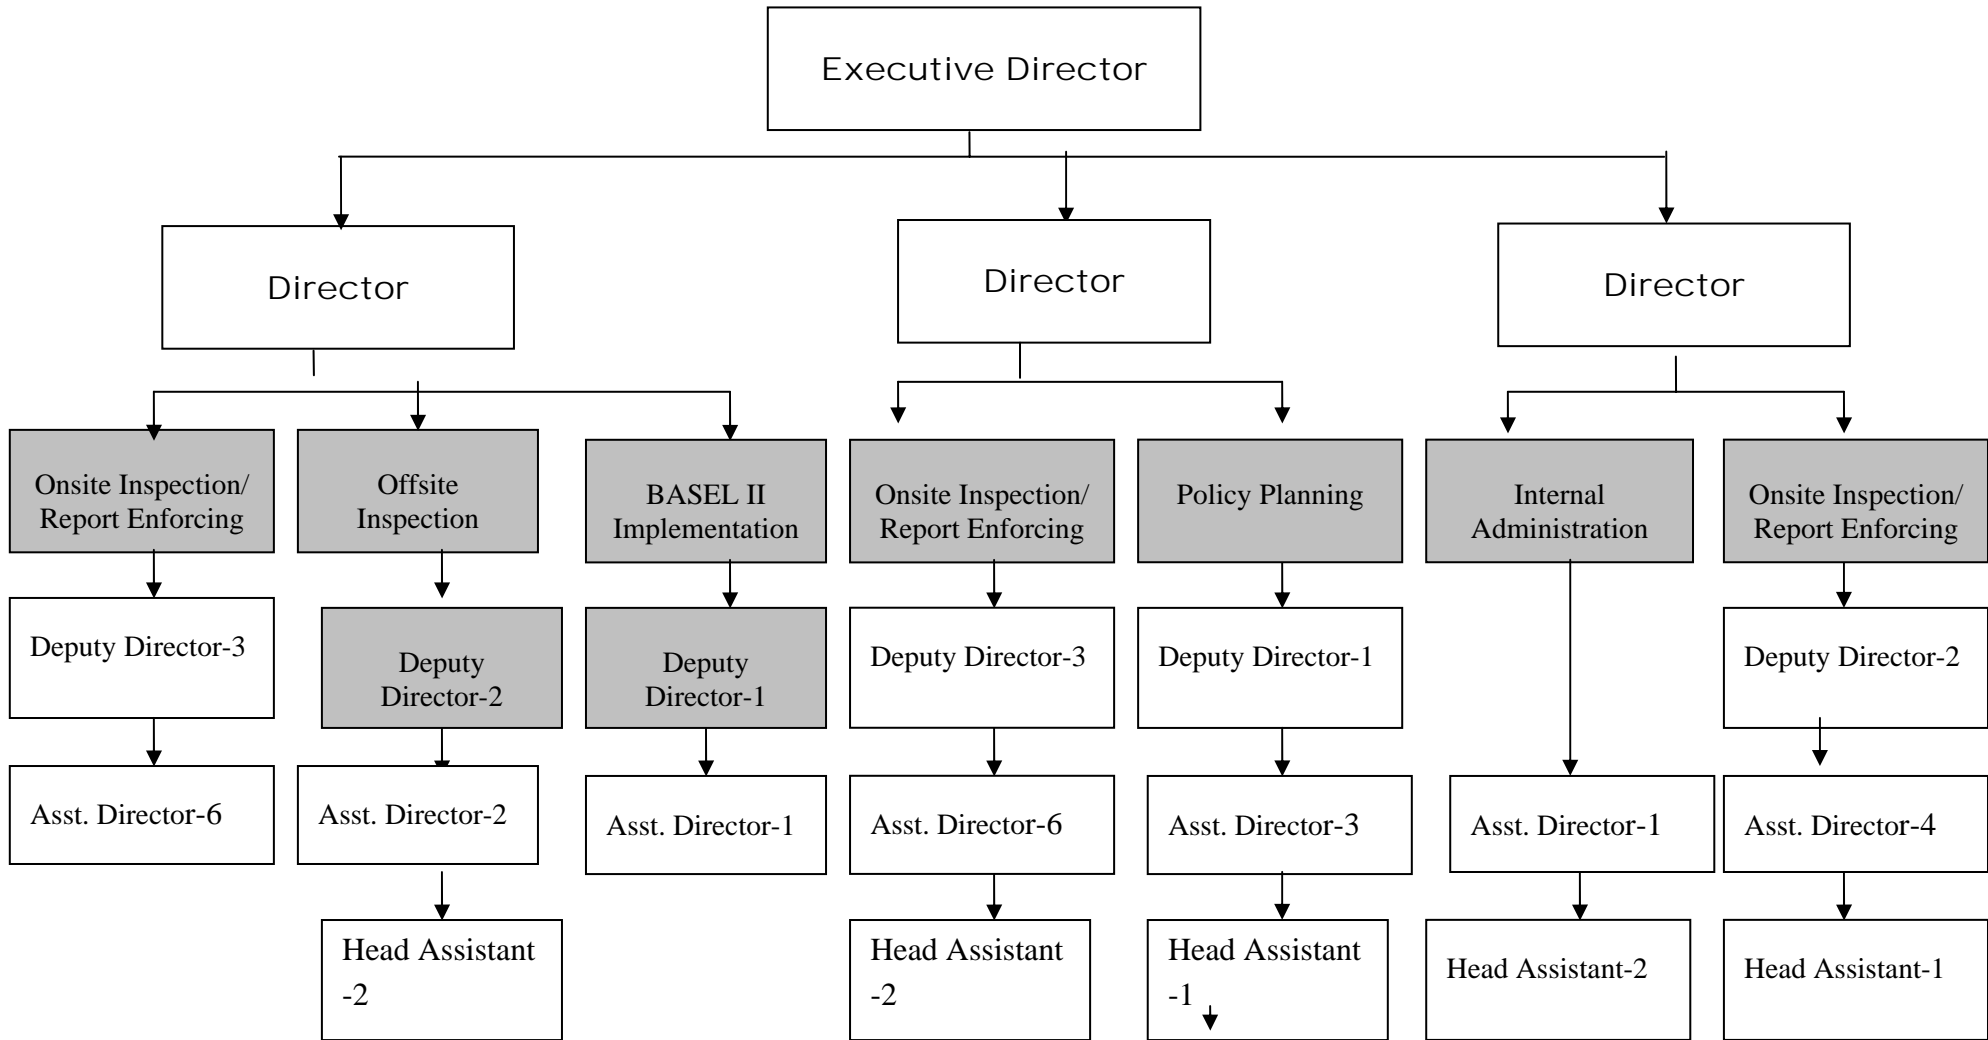 Executive Director
Director
Director
Director
Onsite Inspection/
Report Enforcing
Offsite
Inspection
BASEL II
Implementation
Onsite Inspection/
Report Enforcing
Policy Planning
Internal
Administration
Onsite Inspection/
Report Enforcing
Deputy Director-3
Deputy
Director-2
Deputy
Director-1
Deputy Director-3
Deputy Director-1
Deputy Director-2
Asst. Director-6
Asst. Director-2
Asst. Director-1
Asst. Director-6
Asst. Director-3
Asst. Director-1
Asst. Director-4
Head Assistant
-2
Head Assistant
-2
Head Assistant
-1
Head Assistant-2
Head Assistant-1